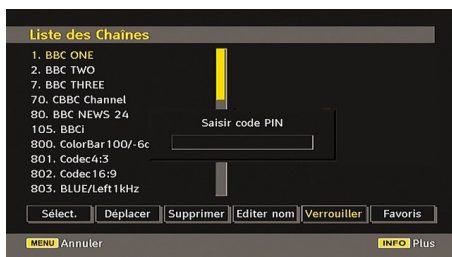 Liste des Chaînes
1. BBC ONE
2. BBC TWO
7. BBC THREE
70. CBBC Channel
80. BBC NEWS 24
105. BBCi
800. ColorBar100/-6d
801. Codec4:3
802. Codec16:9
803. BLUE/Left1kHz
Saisir code PIN
Sélect. Déplacer Supprimer Editer nom Verrouiller Favoris
MENU Annuler INFO Plus